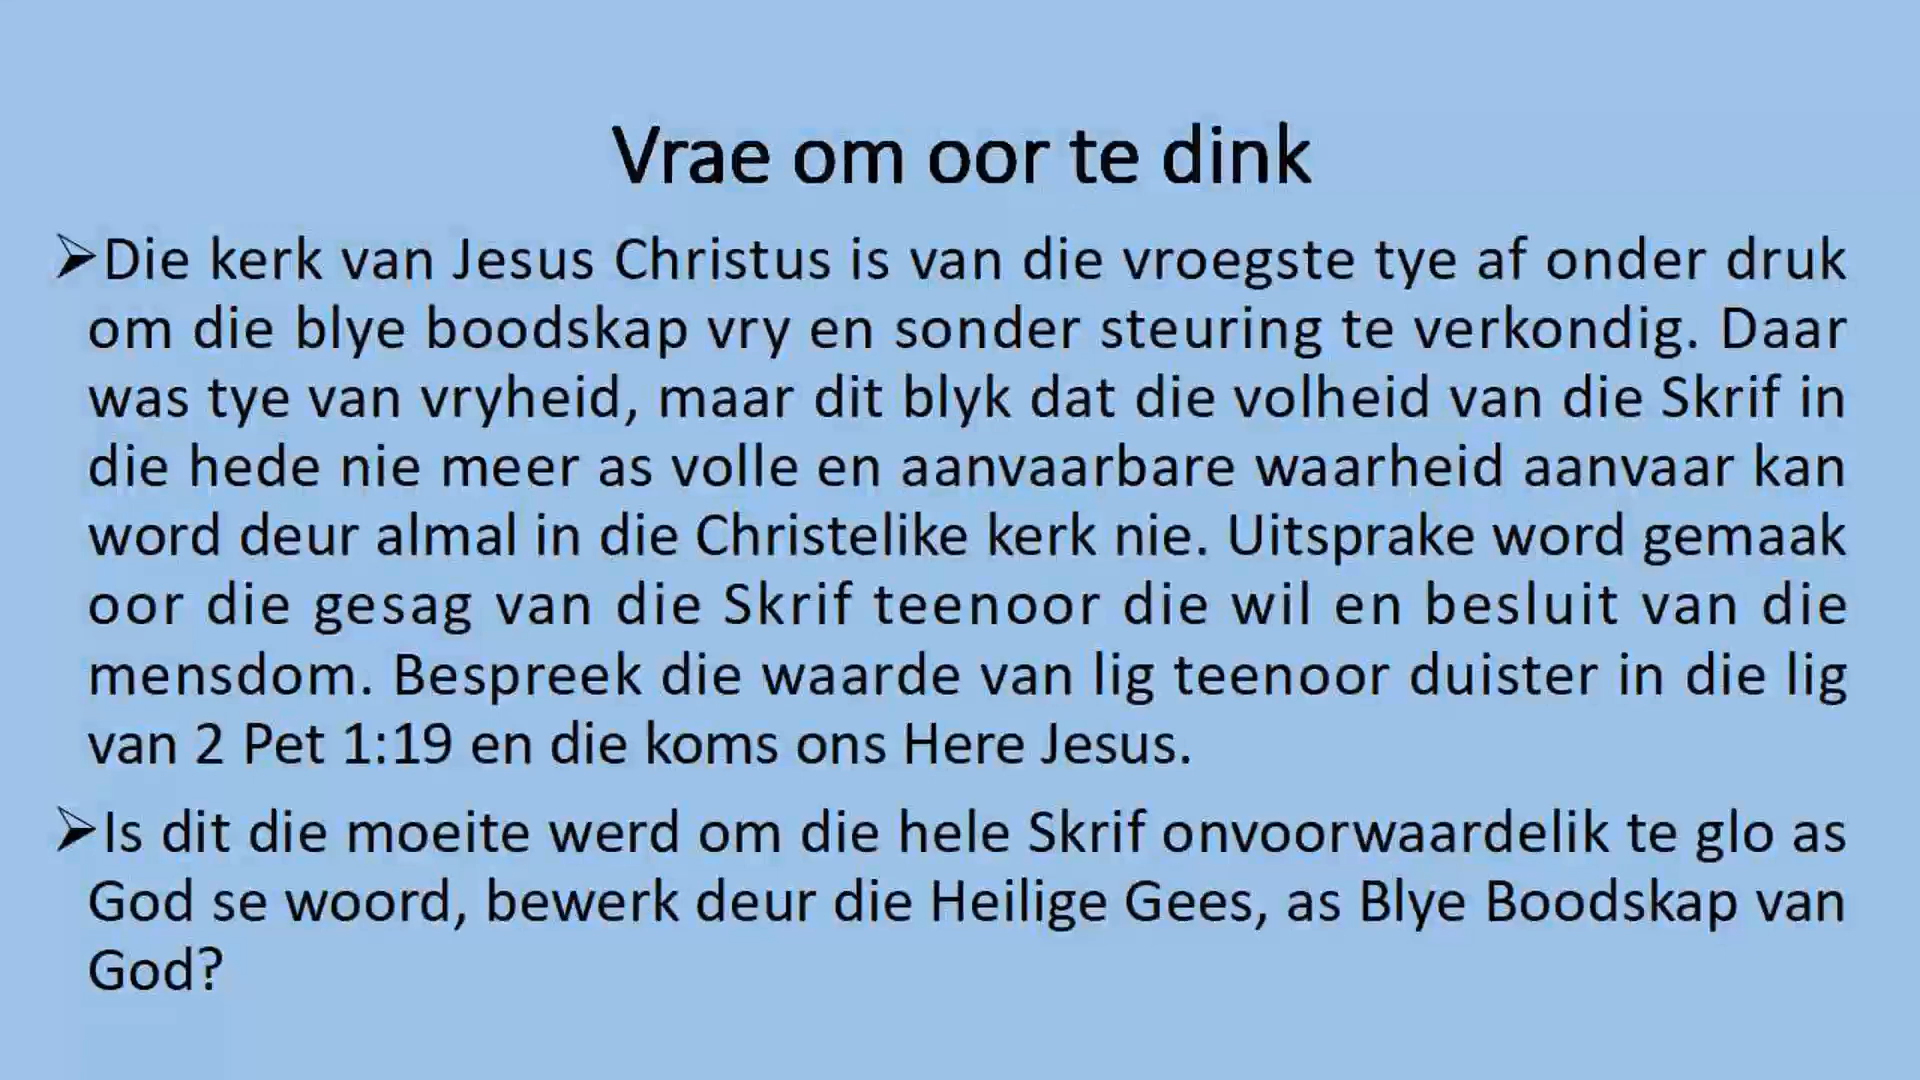 Vrae om oor te dink
Die kerk van Jesus Christus is van die vroegste tye af onder druk
om die blye boodskap vry en sonder steuring te verkondig. Daar
was tye van vryheid, maar dit blyk dat die volheid van die Skrif in
die hede nie meer as volle en aanvaarbare waarheid aanvaar kan
word deur almal in die Christelike kerk nie. Uitsprake word gemaak
oor die gesag van die Skrif teenoor die wil en besluit van die
mensdom. Bespreek die waarde van lig teenoor duister in die lig
van 2 Pet 1:19 en die koms ons Here Jesus.
Is dit die moeite werd om die hele Skrif onvoorwaardelik te glo as
God se woord, bewerk deur die Heilige Gees, as Blye Boodskap van
God?